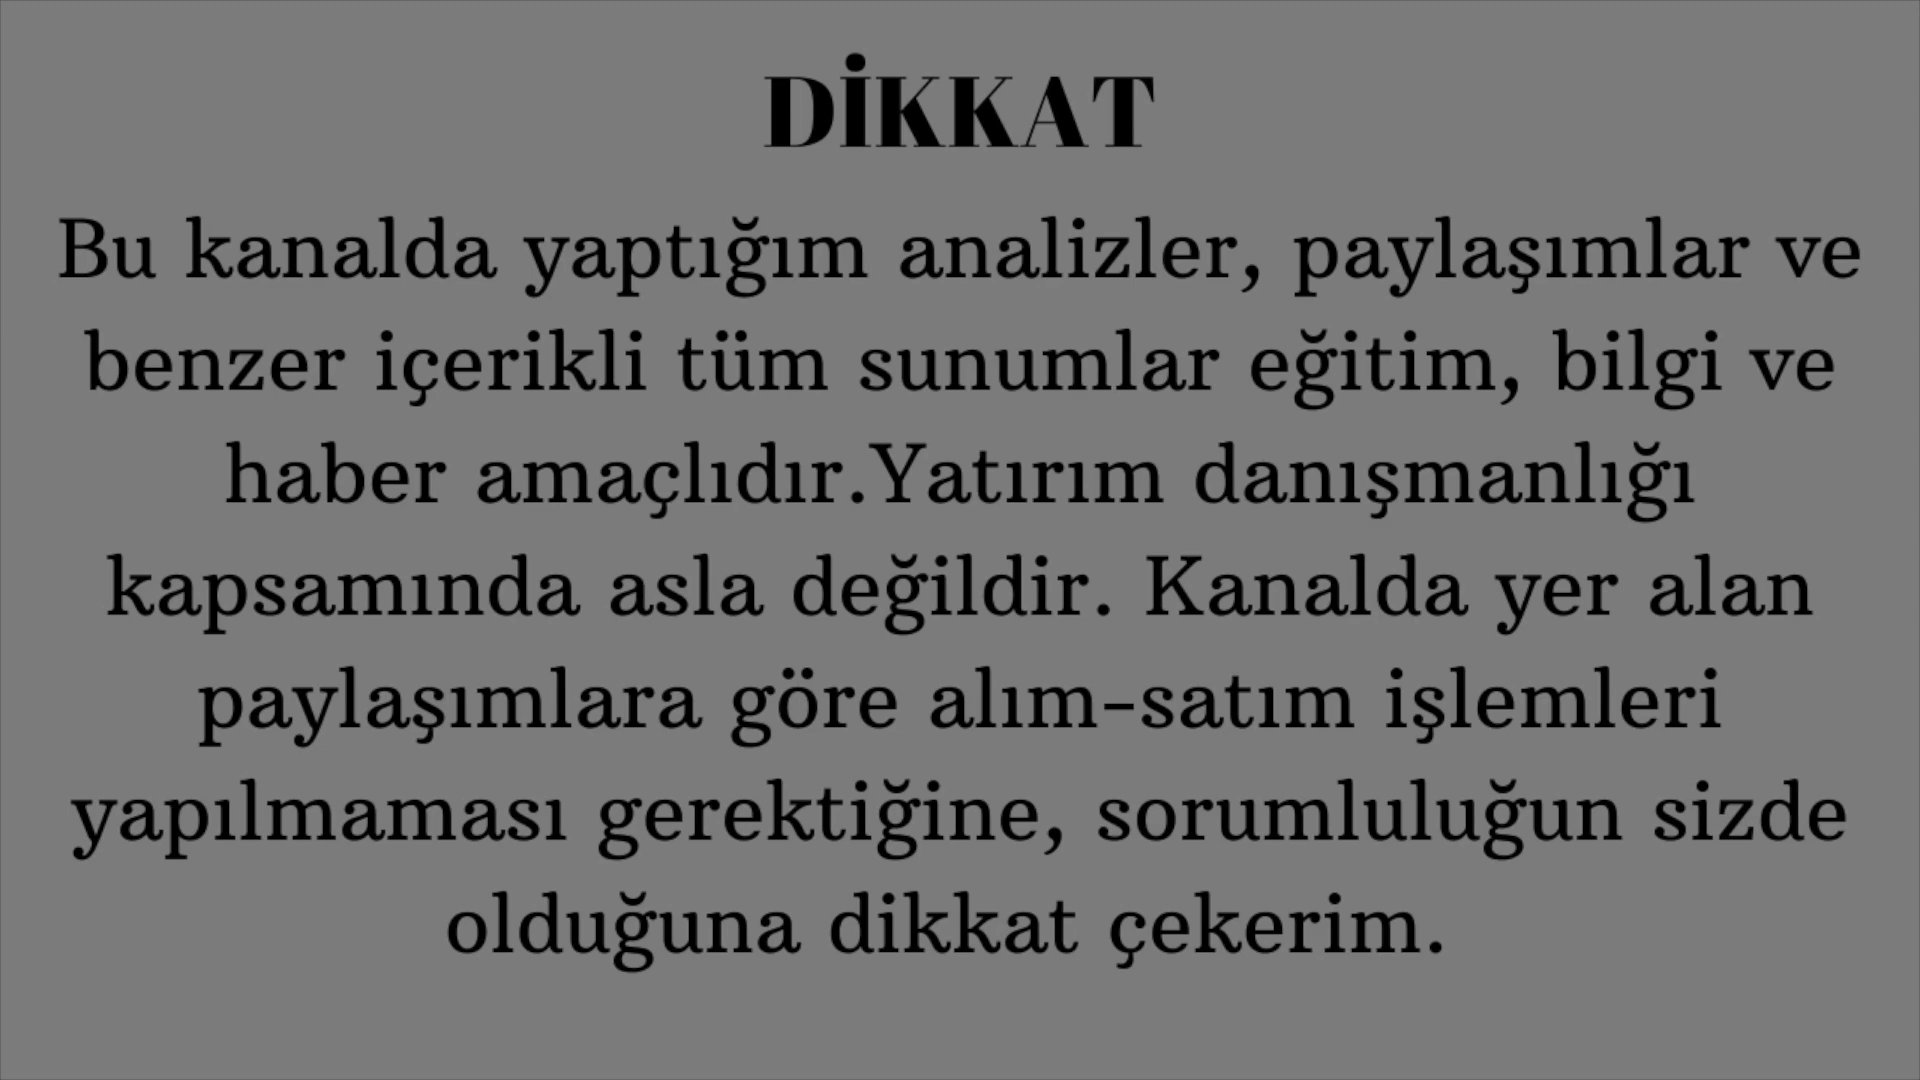 DİKKAT
Bu kanalda yaptığım analizler, paylaşımlar ve
benzer içerikli tüm sunumlar eğitim, bilgi ve
haber amaçlıdır.Yatırım danışmanlığı
kapsamında asla değildir. Kanalda yer alan
paylaşımlara göre alım-satım işlemleri
yapılmaması gerektiğine, sorumluluğun sizde
olduğuna dikkat çekerim.